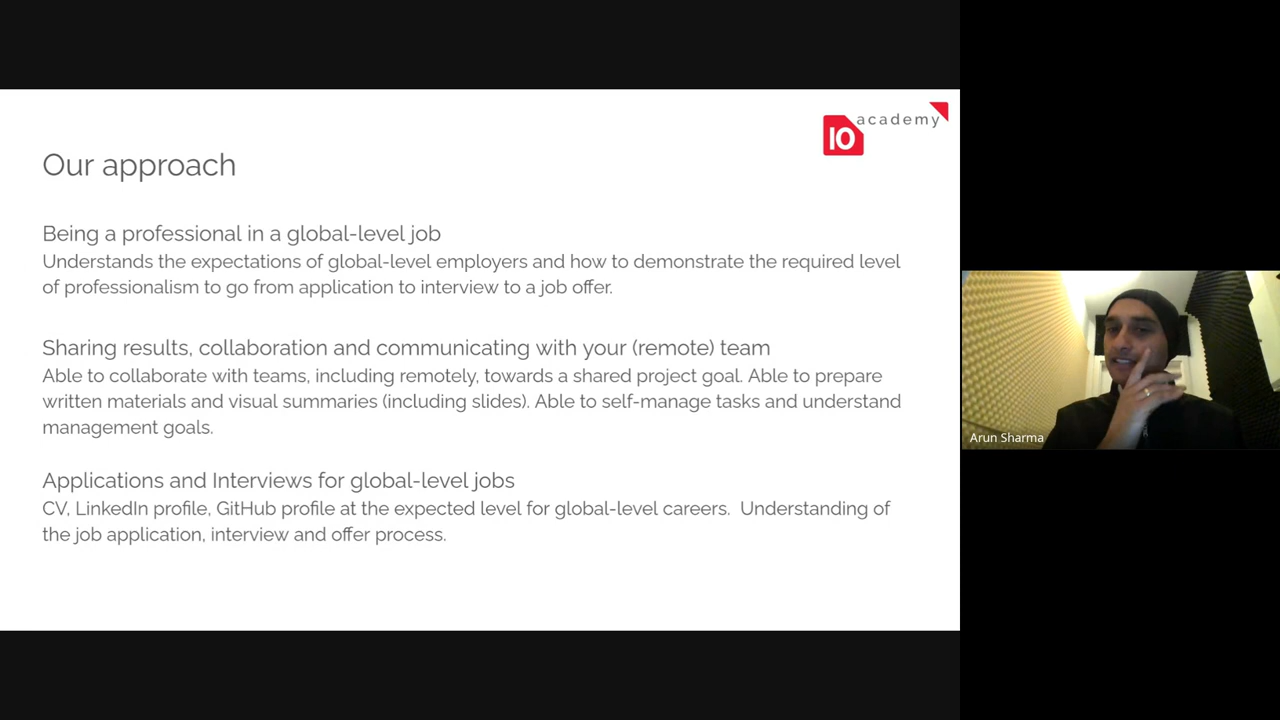 10 academy
Our approach
Being a professional in a global-level job
Understands the expectations of global-level employers and how to demonstrate the required level
of professionalism to go from application to interview to a job offer.
Sharing results, collaboration and communicating with your (remote) team
Able to collaborate with teams, including remotely, towards a shared project goal. Able to prepare
written materials and visual summaries (including slides). Able to self-manage tasks and understand
management goals.
Applications and Interviews for global-level jobs
CV, LinkedIn profile, GitHub profile at the expected level for global-level careers.  Understanding of
the job application, interview and offer process.
Arun Sharma